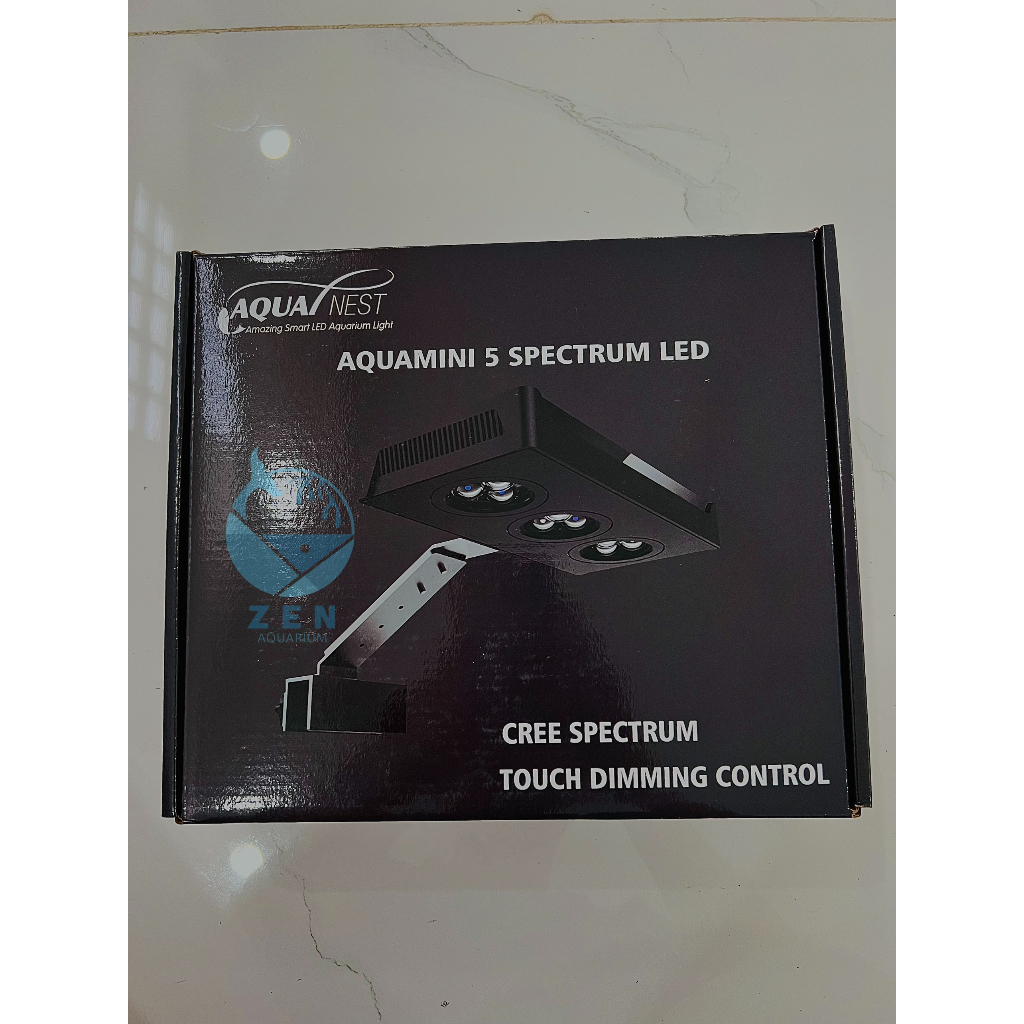 AQUA NEST
Amazing Smart LED Aquarium Light
AQUAMINI 5 SPECTRUM LED
ZEN
AQUARIUM
CREE SPECTRUM
TOUCH DIMMING CONTROL